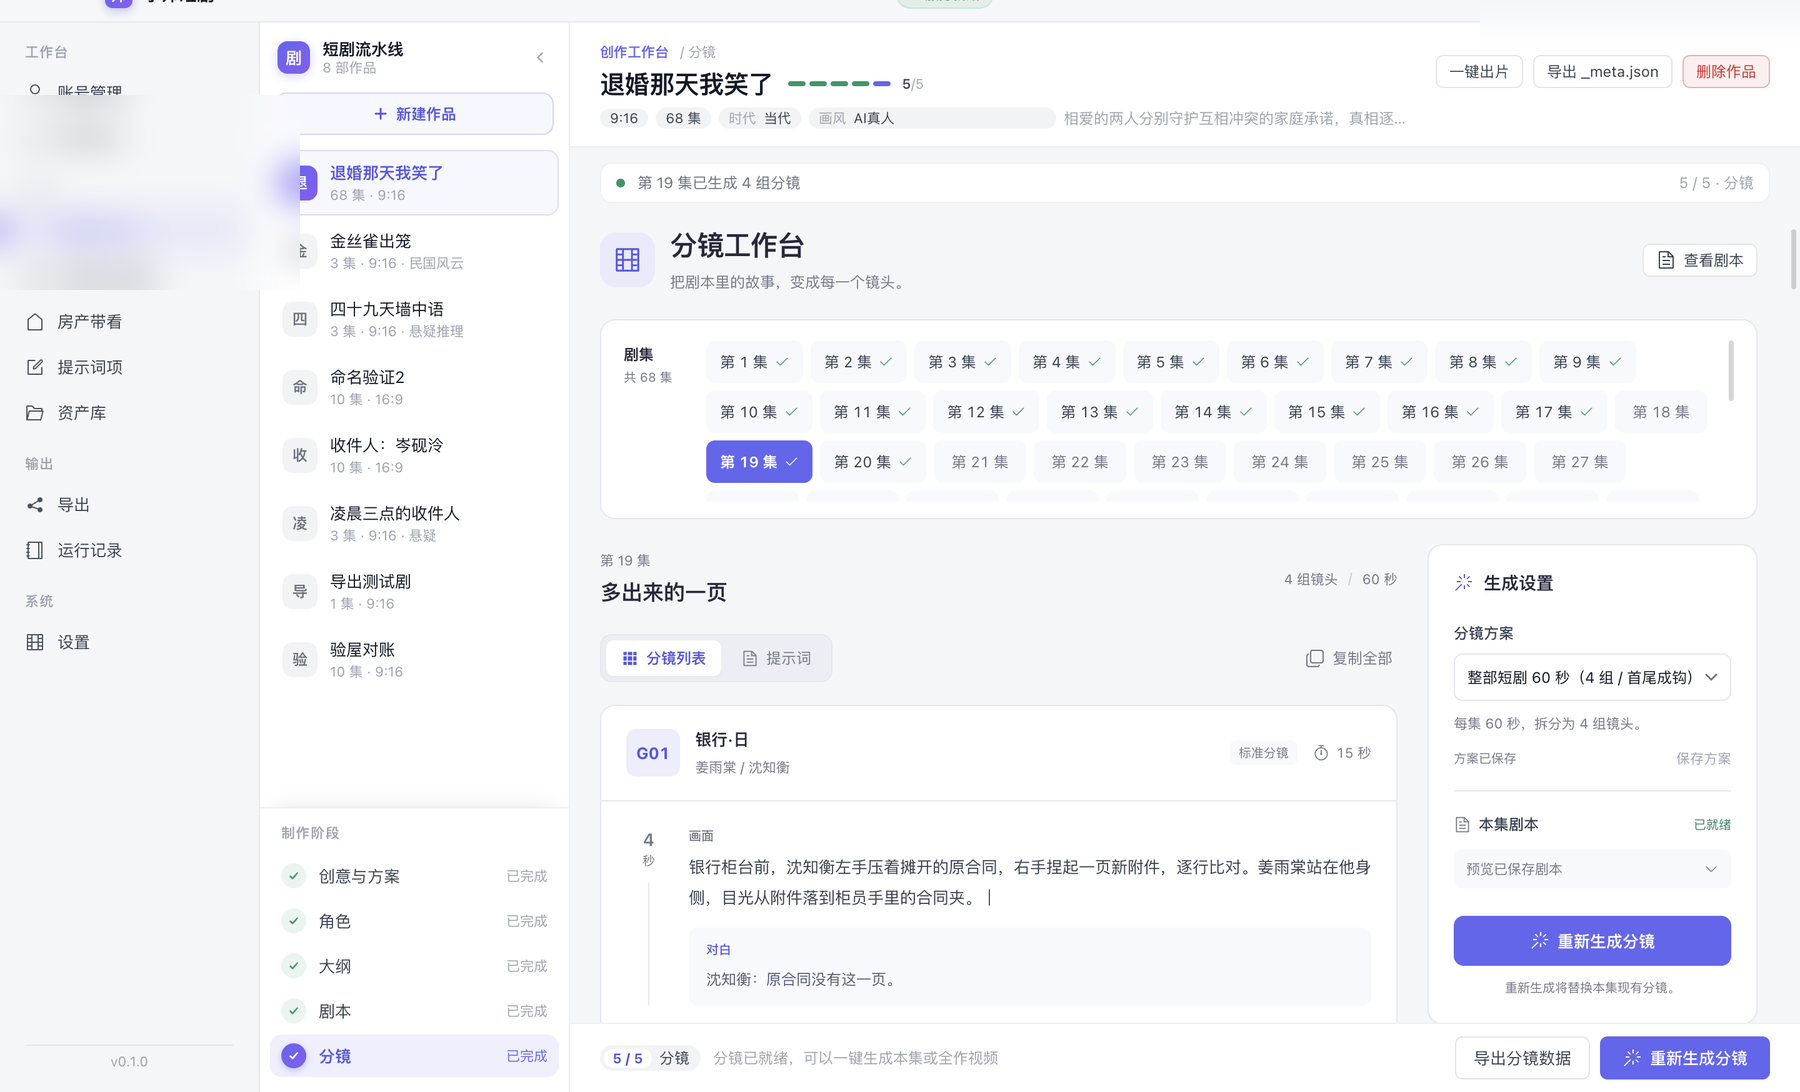 工作台
账号管理
房产带看
提示词项
资产库
输出
导出
运行记录
系统
设置
v0.1.0
剧 短剧流水线
8 部作品
+ 新建作品
退婚那天我笑了
68 集 · 9:16
金丝雀出笼
3 集 · 9:16 · 民国风云
四 四十九天墙中语
3 集 · 9:16 · 悬疑推理
命 命名验证2
10 集 · 16:9
收 收件人：岑砚泠
10 集 · 16:9
凌 凌晨三点的收件人
3 集 · 9:16 · 悬疑
导 导出测试剧
1 集 · 9:16
验 验屋对账
10 集 · 9:16
制作阶段
创意与方案 已完成
角色 已完成
大纲 已完成
剧本 已完成
分镜 已完成
创作工作台 / 分镜
退婚那天我笑了 5/5
9:16 68 集 时代 当代 画风 AI真人 相爱的两人分别守护互相冲突的家庭承诺，真相逐...
一键出片 导出 _meta.json 删除作品
第 19 集已生成 4 组分镜 5 / 5 · 分镜
分镜工作台
把剧本里的故事，变成每一个镜头。
查看剧本
剧集
共 68 集
第 1 集 第 2 集 第 3 集 第 4 集 第 5 集 第 6 集 第 7 集 第 8 集 第 9 集
第 10 集 第 11 集 第 12 集 第 13 集 第 14 集 第 15 集 第 16 集 第 17 集 第 18 集
第 19 集 第 20 集 第 21 集 第 22 集 第 23 集 第 24 集 第 25 集 第 26 集 第 27 集
第 19 集
多出来的一页
4 组镜头 / 60 秒
分镜列表 提示词 复制全部
G01 银行·日
姜雨棠 / 沈知衡
标准分镜 15 秒
4 秒
画面
银行柜台前，沈知衡左手压着摊开的原合同，右手捏起一页新附件，逐行比对。姜雨棠站在他身
侧，目光从附件落到柜员手里的合同夹。
对白
沈知衡：原合同没有这一页。
生成设置
分镜方案
整部短剧 60 秒（4 组 / 首尾成钩）
每集 60 秒，拆分为 4 组镜头。
方案已保存 保存方案
本集剧本 已就绪
预览已保存剧本
重新生成分镜
重新生成将替换本集现有分镜。
5 / 5 分镜 分镜已就绪，可以一键生成本集或全作视频
导出分镜数据 重新生成分镜